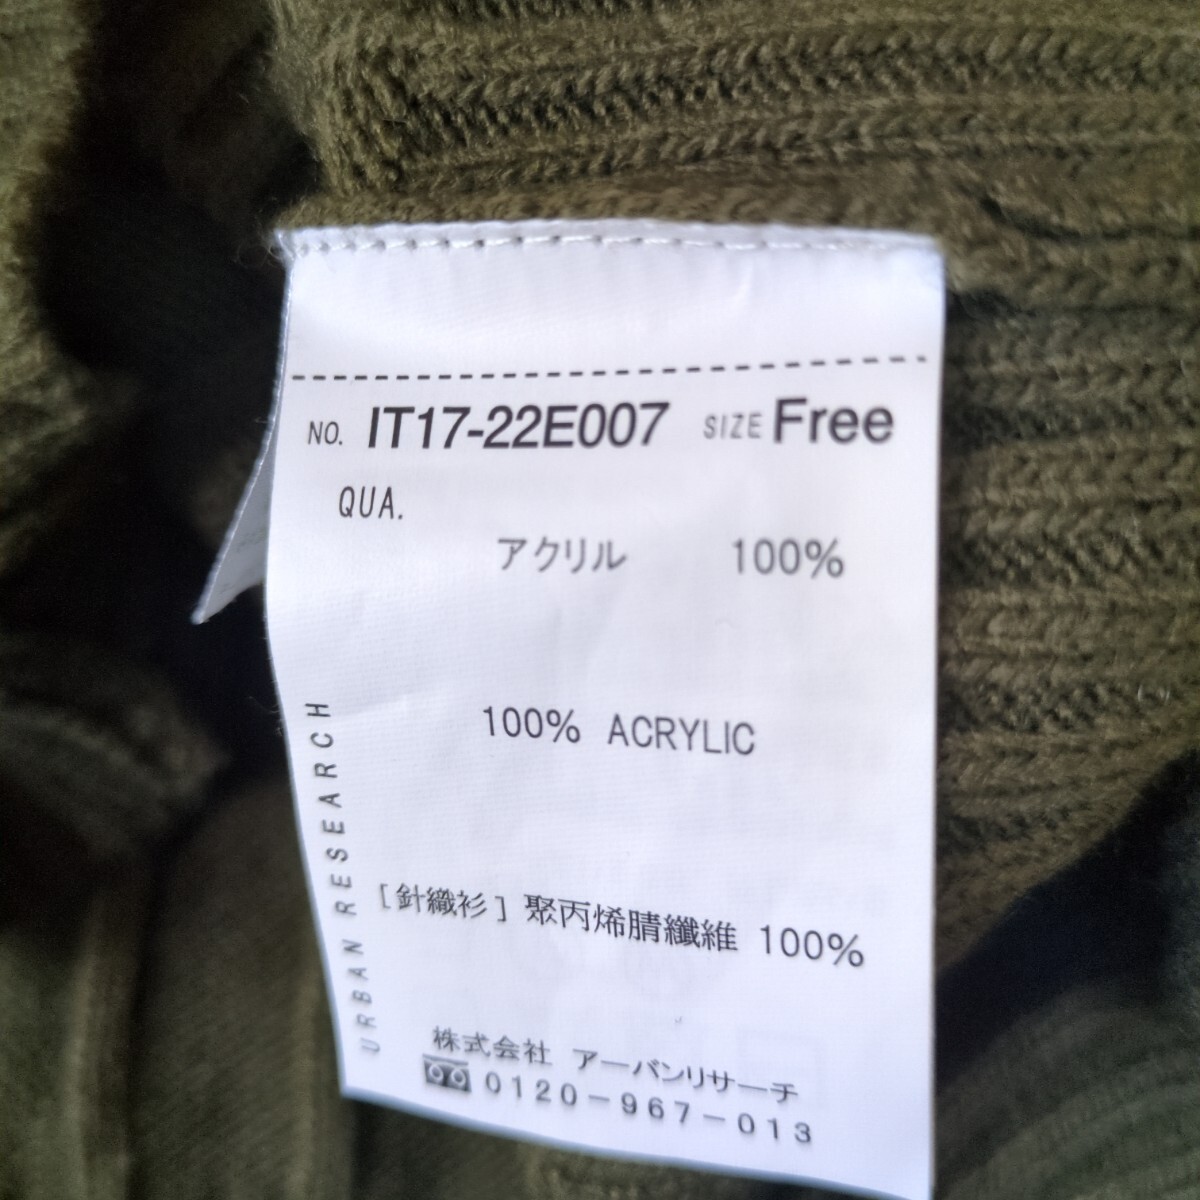 NO. IT17-22E007 SIZE Free
QUA.
アクリル 100%
100% ACRYLIC
[針織衫] 聚丙烯腈纖維 100%
URBAN RESEARCH
株式会社 アーバンリサーチ
0120-967-013